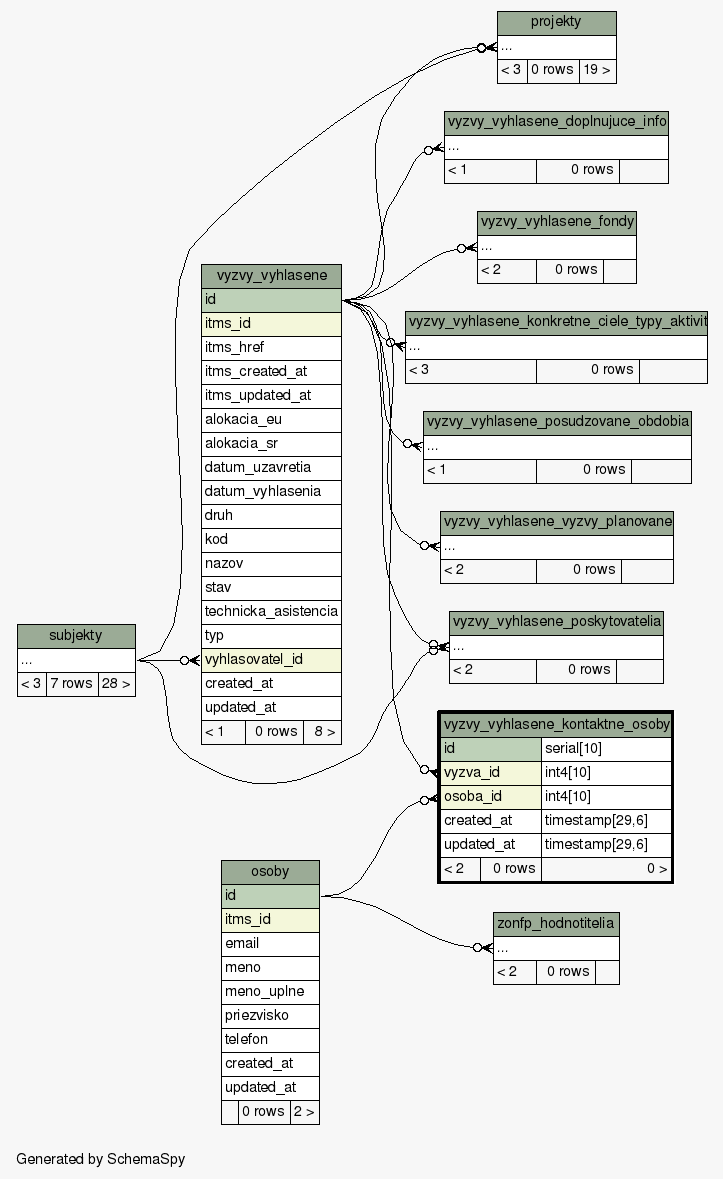 projekty
...
< 3 0 rows 19 >
vyzvy_vyhlasene_doplnujuce_info
...
< 1 0 rows
vyzvy_vyhlasene_fondy
...
< 2 0 rows
vyzvy_vyhlasene_konkretne_ciele_typy_aktivit
...
< 3 0 rows
vyzvy_vyhlasene_posudzovane_obdobia
...
< 1 0 rows
vyzvy_vyhlasene_vyzvy_planovane
...
< 2 0 rows
vyzvy_vyhlasene_poskytovatelia
...
< 2 0 rows
vyzvy_vyhlasene
id
itms_id
itms_href
itms_created_at
itms_updated_at
alokacia_eu
alokacia_sr
datum_uzavretia
datum_vyhlasenia
druh
kod
nazov
stav
technicka_asistencia
typ
vyhlasovatel_id
created_at
updated_at
< 1 0 rows 8 >
subjekty
...
< 3 7 rows 28 >
vyzvy_vyhlasene_kontaktne_osoby
id serial[10]
vyzva_id int4[10]
osoba_id int4[10]
created_at timestamp[29,6]
updated_at timestamp[29,6]
< 2 0 rows 0 >
osoby
id
itms_id
email
meno
meno_uplne
priezvisko
telefon
created_at
updated_at
0 rows 2 >
zonfp_hodnotitelia
...
< 2 0 rows
Generated by SchemaSpy